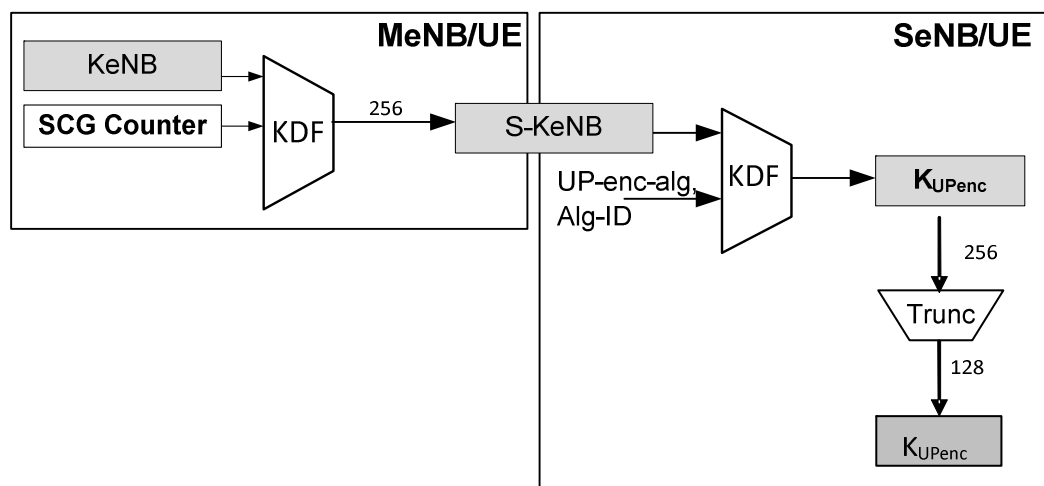 MeNB/UE
KeNB
SCG Counter
KDF
256
S-KeNB
SeNB/UE
UP-enc-alg,
Alg-ID
KDF
KUPenc
256
Trunc
128
KUPenc